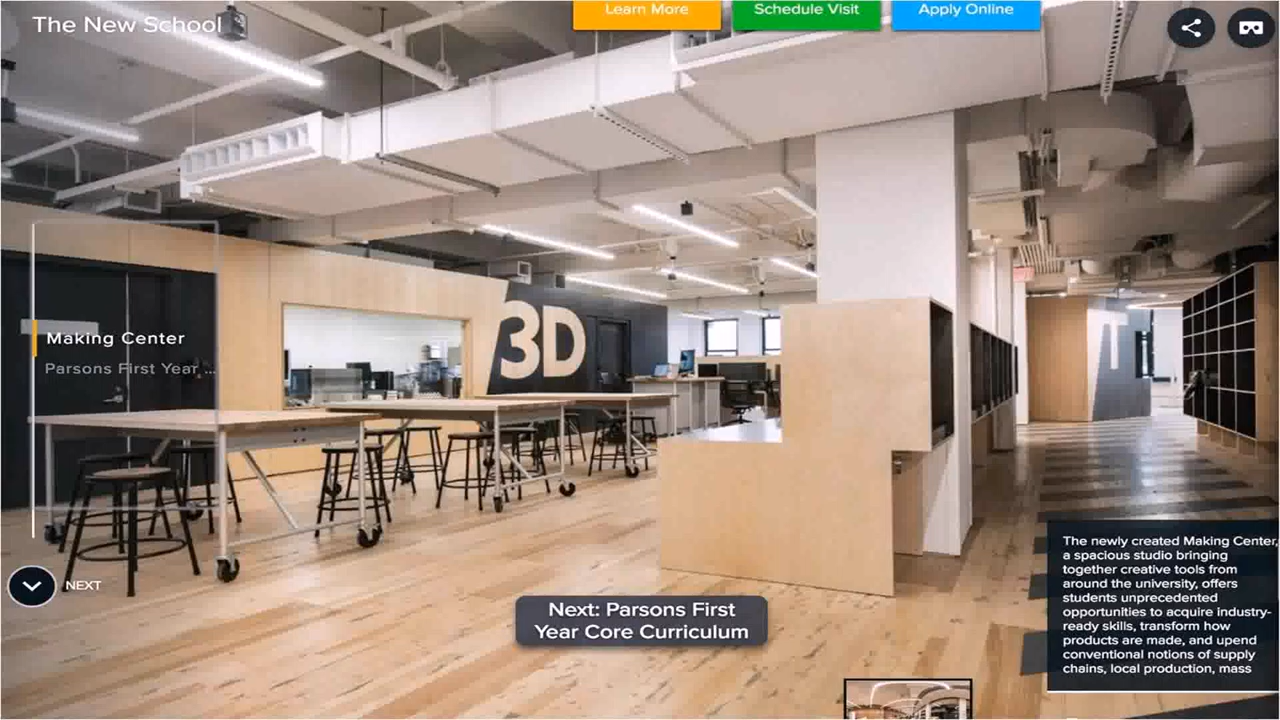 The New School
Learn More
Schedule Visit
Apply Online
3D
T
Making Center
Parsons First Year ...
NEXT
Next: Parsons First
Year Core Curriculum
The newly created Making Center,
a spacious studio bringing
together creative tools from
around the university, offers
students unprecedented
opportunities to acquire industry-
ready skills, transform how
products are made, and upend
conventional notions of supply
chains, local production, mass